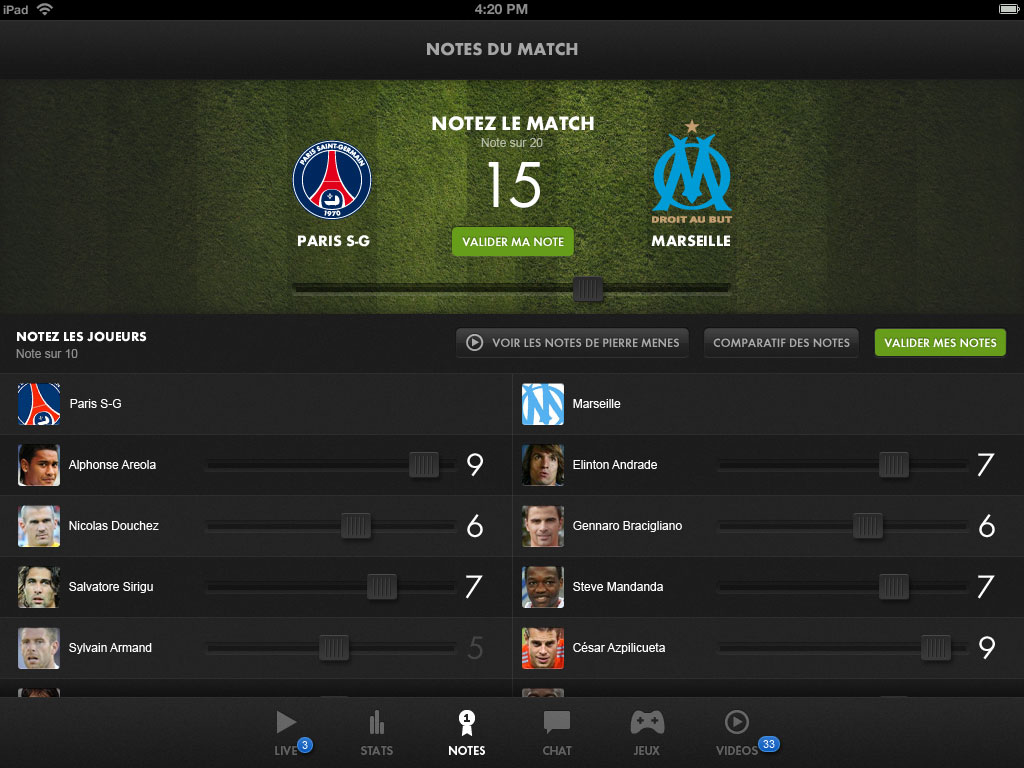 iPad
4:20 PM
NOTES DU MATCH
NOTEZ LE MATCH
Note sur 20
15
VALIDER MA NOTE
PARIS SAINT-GERMAIN
1970
PARIS S-G
DROIT AU BUT
MARSEILLE
NOTEZ LES JOUEURS
Note sur 10
VOIR LES NOTES DE PIERRE MENES
COMPARATIF DES NOTES
VALIDER MES NOTES
Paris S-G
Marseille
Alphonse Areola 9
Elinton Andrade 7
Nicolas Douchez 6
Gennaro Bracigliano 6
Salvatore Sirigu 7
Steve Mandanda 7
Sylvain Armand 5
César Azpilicueta 9
LIVE 3
STATS
1
NOTES
CHAT
JEUX
VIDÉOS 33